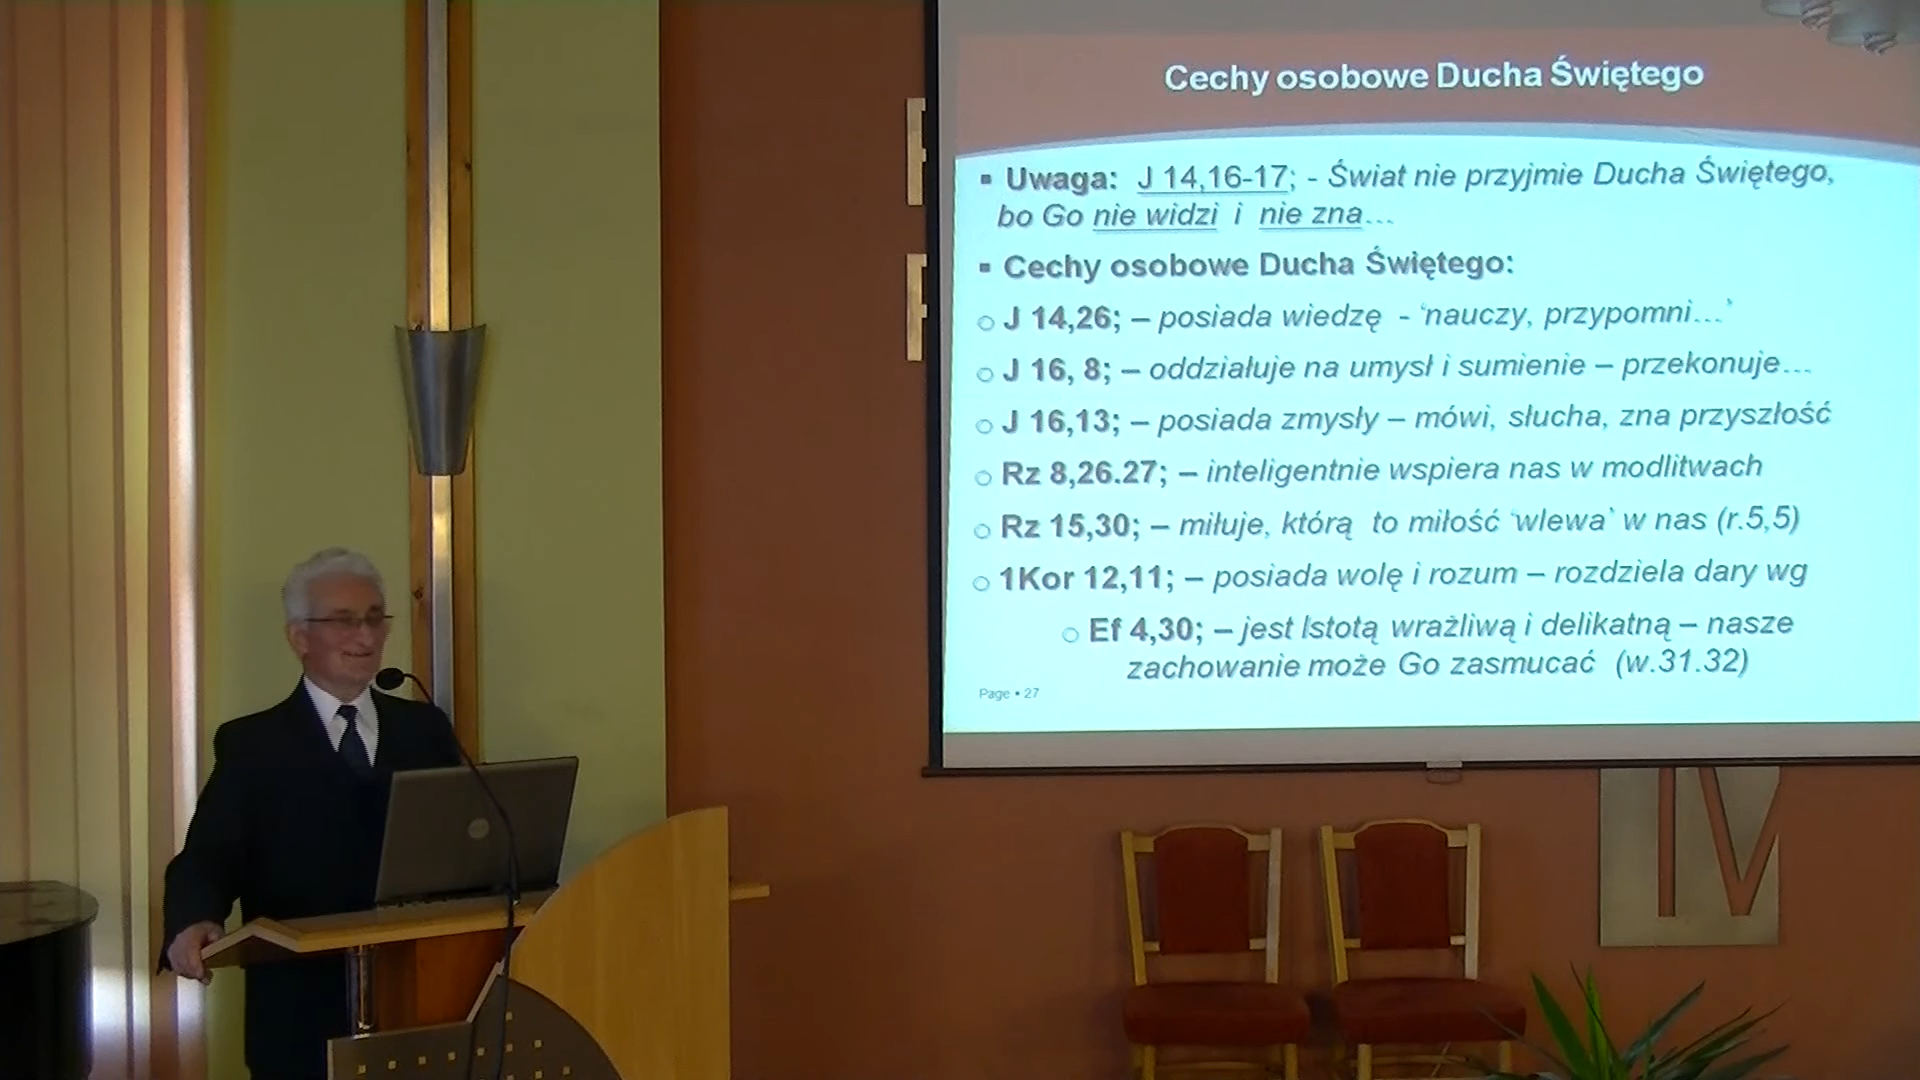 Cechy osobowe Ducha Świętego
▪ Uwaga: J 14,16-17; - Świat nie przyjmie Ducha Świętego,
bo Go nie widzi i nie zna...
▪ Cechy osobowe Ducha Świętego:
○ J 14,26; – posiada wiedzę - 'nauczy, przypomni...'
○ J 16, 8; – oddziałuje na umysł i sumienie – przekonuje...
○ J 16,13; – posiada zmysły – mówi, słucha, zna przyszłość
○ Rz 8,26.27; – inteligentnie wspiera nas w modlitwach
○ Rz 15,30; – miłuje, którą to miłość 'wlewa' w nas (r.5,5)
○ 1Kor 12,11; – posiada wolę i rozum – rozdziela dary wg
○ Ef 4,30; – jest Istotą wrażliwą i delikatną – nasze
zachowanie może Go zasmucać (w.31.32)
Page ▪ 27
IV